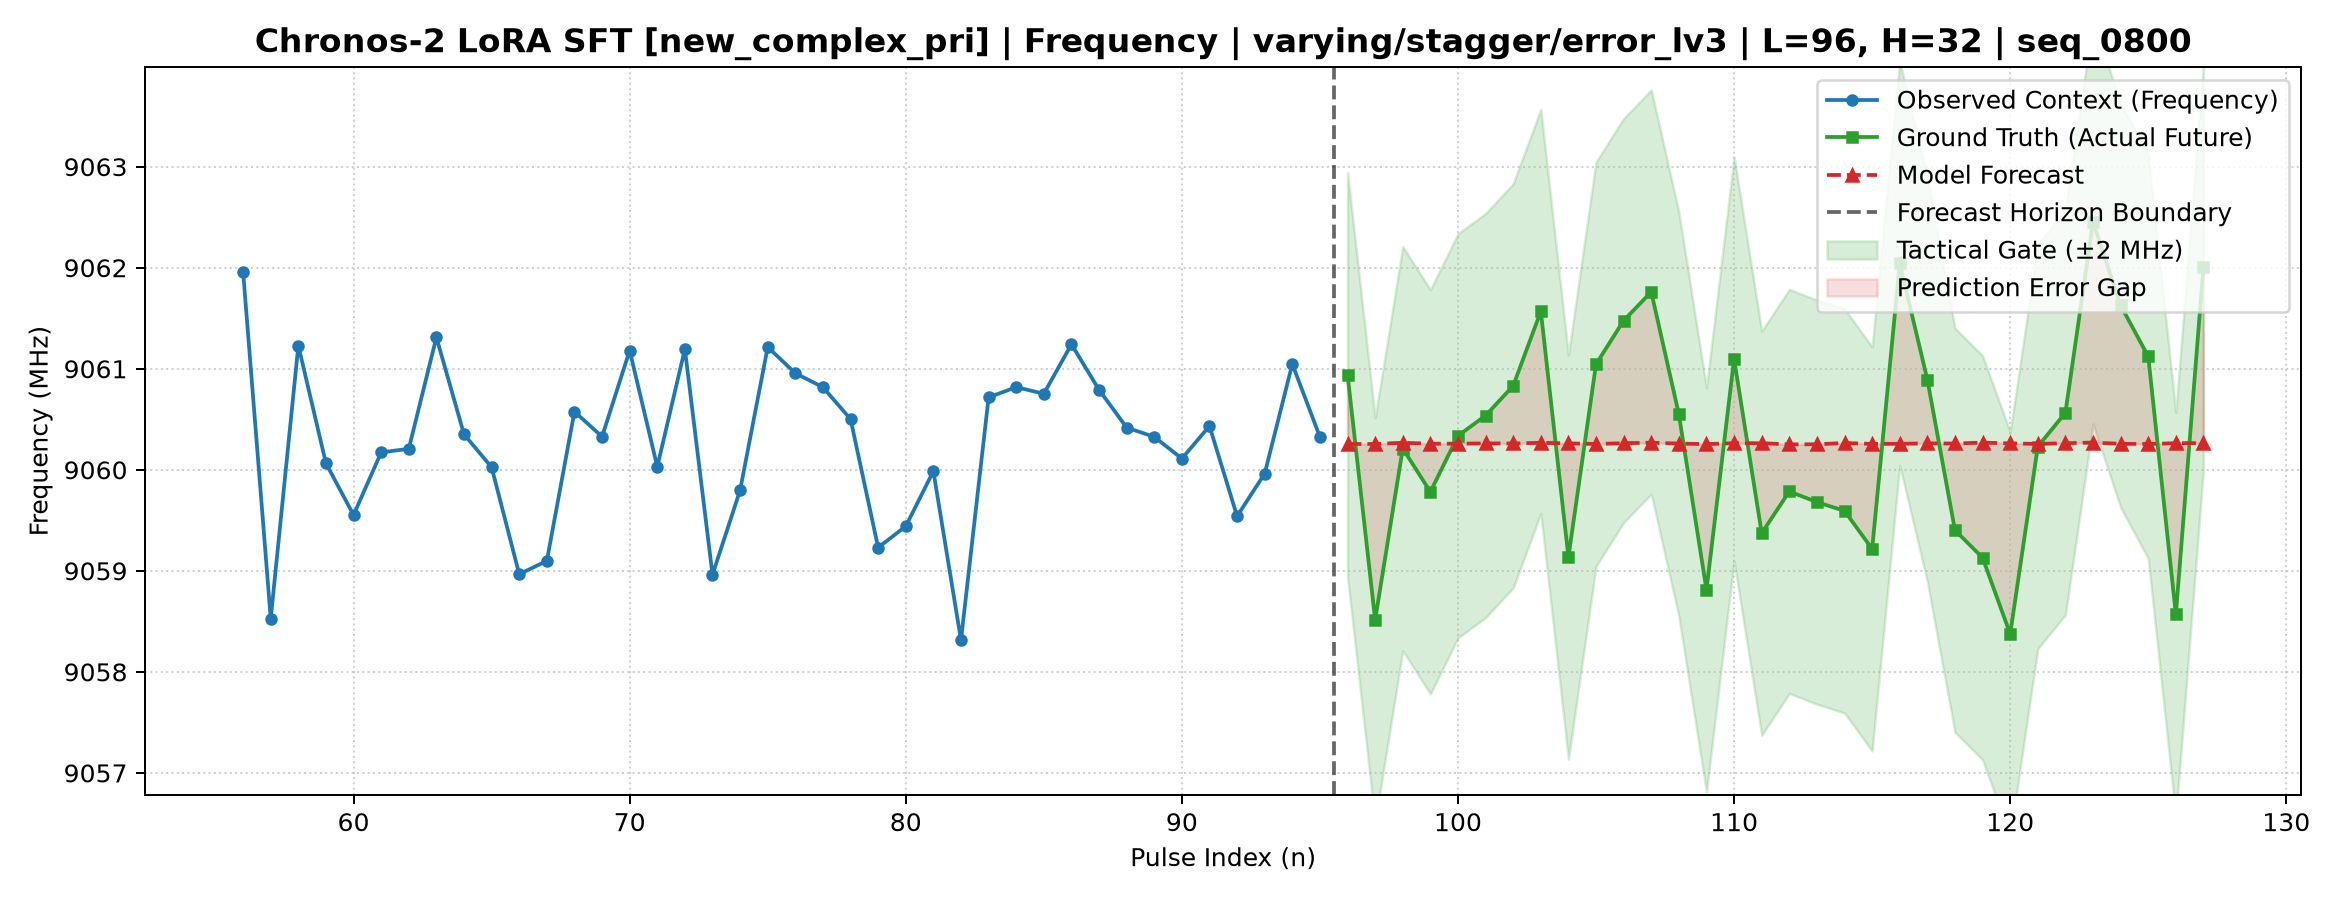 Chronos-2 LoRA SFT [new_complex_pri] | Frequency | varying/stagger/error_lv3 | L=96, H=32 | seq_0800
Observed Context (Frequency)
Ground Truth (Actual Future)
Model Forecast
Forecast Horizon Boundary
Tactical Gate (±2 MHz)
Prediction Error Gap
Frequency (MHz)
9063
9062
9061
9060
9059
9058
9057
60 70 80 90 100 110 120 130
Pulse Index (n)